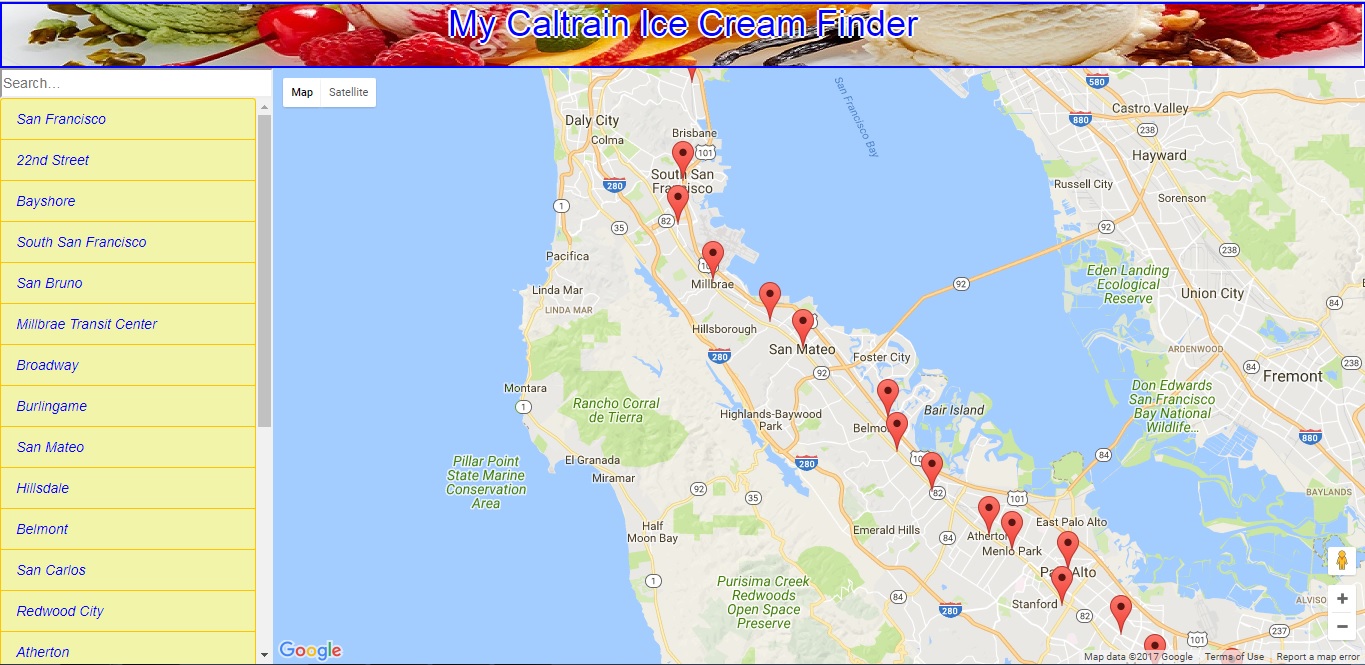 My Caltrain Ice Cream Finder
Search...
San Francisco
22nd Street
Bayshore
South San Francisco
San Bruno
Millbrae Transit Center
Broadway
Burlingame
San Mateo
Hillsdale
Belmont
San Carlos
Redwood City
Atherton
Map
Satellite
580
San Francisco Bay
Castro Valley
880
Daly City
238
Brisbane
Colma
101
Hayward
South San
Francisco
280
Russell City
Sorenson
1
82
35
92
238
Pacifica
Eden Landing
Ecological
Reserve
Millbrae
92
Linda Mar
Union City
84
LINDA MAR
Hillsborough
San Mateo
280
Foster City
ARDENWOOD
238
84
Fremont
92
Montara
Don Edwards
San Francisco
Bay National
Wildlife...
1
Rancho Corral
de Tierra
Highlands-Baywood
Park
Bair Island
880
El Granada
84
Pillar Point
State Marine
Conservation
Area
280
Miramar
92
35
82
101
BAYLANDS
Half
Moon Bay
Emerald Hills
84
Atherton
East Palo Alto
Menlo Park
1
Purisima Creek
Redwoods
Open Space
Preserve
84
280
Stanford
82
ALVISO
237
101
Google
Map data ©2017 Google
Terms of Use
Report a map error